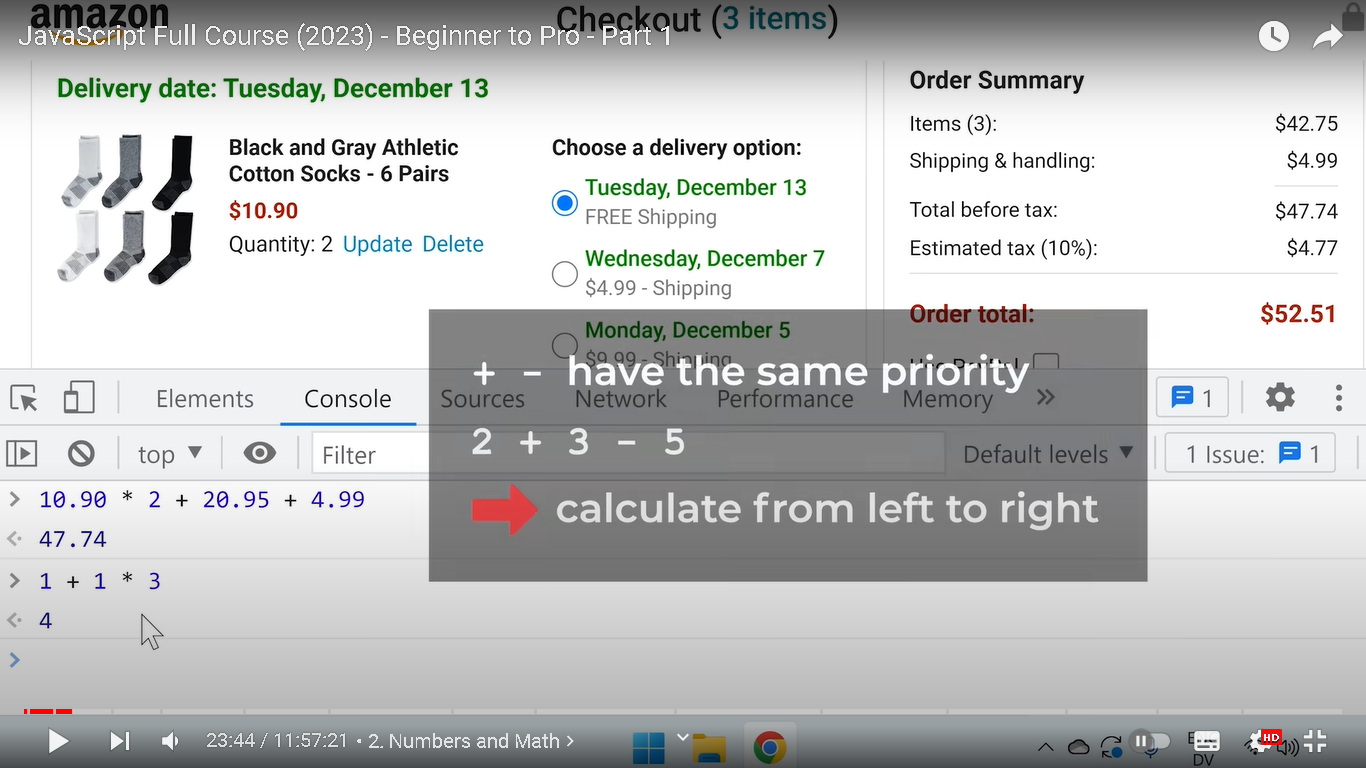 amazon
Checkout (3 items)
JavaScript Full Course (2023) - Beginner to Pro - Part 1
Delivery date: Tuesday, December 13
Black and Gray Athletic
Cotton Socks - 6 Pairs
$10.90
Quantity: 2 Update Delete
Choose a delivery option:
Tuesday, December 13
FREE Shipping
Wednesday, December 7
$4.99 - Shipping
Monday, December 5
$9.99 - Shipping
Order Summary
Items (3): $42.75
Shipping & handling: $4.99
Total before tax: $47.74
Estimated tax (10%): $4.77
Order total: $52.51
+ - have the same priority
2 + 3 - 5
calculate from left to right
Elements Console Sources Network Performance Memory » 1
top Filter Default levels 1 Issue: 1
> 10.90 * 2 + 20.95 + 4.99
47.74
> 1 + 1 * 3
4
>
23:44 / 11:57:21 • 2. Numbers and Math >
HD
DV